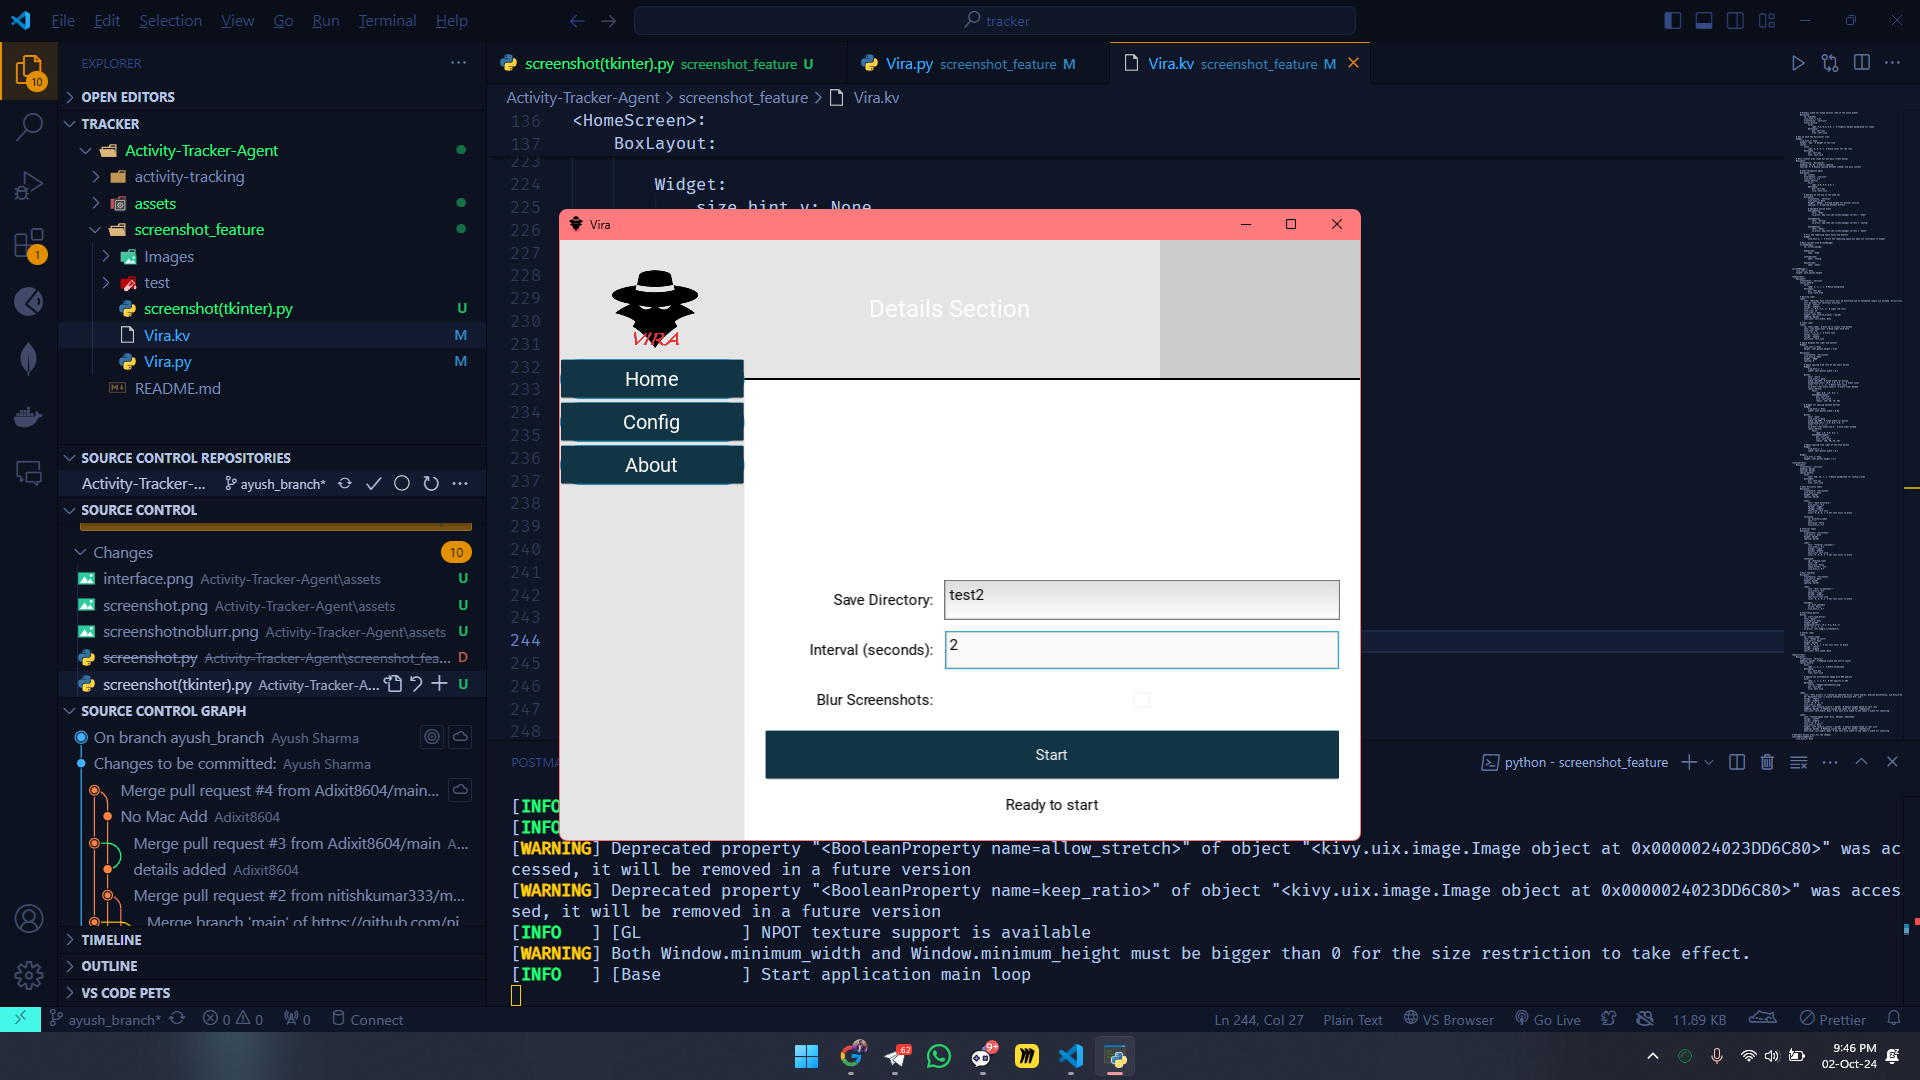 File Edit Selection View Go Run Terminal Help
tracker
EXPLORER
OPEN EDITORS
TRACKER
Activity-Tracker-Agent
activity-tracking
assets
screenshot_feature
Images
test
screenshot(tkinter).py U
Vira.kv M
Vira.py M
README.md
10
1
SOURCE CONTROL REPOSITORIES
Activity-Tracker-... ayush_branch*
SOURCE CONTROL
Changes 10
interface.png Activity-Tracker-Agent\assets U
screenshot.png Activity-Tracker-Agent\assets U
screenshotnoblurr.png Activity-Tracker-Agent\assets U
screenshot.py Activity-Tracker-Agent\screenshot_fea... D
screenshot(tkinter).py Activity-Tracker-A... U
SOURCE CONTROL GRAPH
On branch ayush_branch Ayush Sharma
Changes to be committed: Ayush Sharma
Merge pull request #4 from Adixit8604/main...
No Mac Add Adixit8604
Merge pull request #3 from Adixit8604/main A...
details added Adixit8604
Merge pull request #2 from nitishkumar333/m...
Merge branch 'main' of https://github.com/ni...
TIMELINE
OUTLINE
VS CODE PETS
screenshot(tkinter).py screenshot_feature U
Vira.py screenshot_feature M
Vira.kv screenshot_feature M
Activity-Tracker-Agent > screenshot_feature > Vira.kv
136 <HomeScreen>:
137 BoxLayout:
223
224 Widget:
225 size_hint_y: None
226
227
228
229
230
231
232
233
234
235
236
237
238
239
240
241
242
243
244
245
246
247
248
Vira
VIRA
Details Section
Home
Config
About
Save Directory: test2
Interval (seconds): 2
Blur Screenshots:
Start
Ready to start
POSTMA
python - screenshot_feature
[INFO
[INFO
[WARNING] Deprecated property "<BooleanProperty name=allow_stretch>" of object "<kivy.uix.image.Image object at 0x0000024023DD6C80>" was ac
cessed, it will be removed in a future version
[WARNING] Deprecated property "<BooleanProperty name=keep_ratio>" of object "<kivy.uix.image.Image object at 0x0000024023DD6C80>" was acces
sed, it will be removed in a future version
[INFO ] [GL ] NPOT texture support is available
[WARNING] Both Window.minimum_width and Window.minimum_height must be bigger than 0 for the size restriction to take effect.
[INFO ] [Base ] Start application main loop
ayush_branch* 0 0 0 Connect
Ln 244, Col 27 Plain Text VS Browser Go Live 11.89 KB Prettier
62
9+
9:46 PM
02-Oct-24